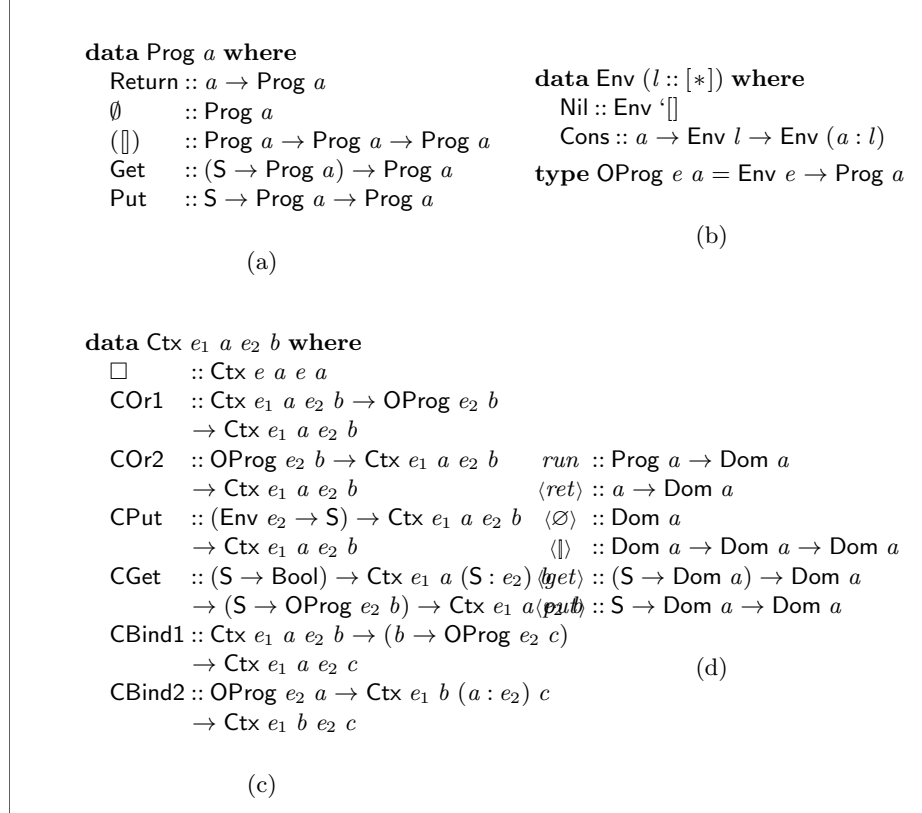 data Prog a where
Return :: a → Prog a
∅ :: Prog a
([]) :: Prog a → Prog a → Prog a
Get :: (S → Prog a) → Prog a
Put :: S → Prog a → Prog a
(a)
data Env (l :: [∗]) where
Nil :: Env ‘[]
Cons :: a → Env l → Env (a : l)
type OProg e a = Env e → Prog a
(b)
data Ctx e₁ a e₂ b where
□ :: Ctx e a e a
COr1 :: Ctx e₁ a e₂ b → OProg e₂ b
→ Ctx e₁ a e₂ b
COr2 :: OProg e₂ b → Ctx e₁ a e₂ b
→ Ctx e₁ a e₂ b
CPut :: (Env e₂ → S) → Ctx e₁ a e₂ b
→ Ctx e₁ a e₂ b
CGet :: (S → Bool) → Ctx e₁ a (S : e₂) b
→ (S → OProg e₂ b) → Ctx e₁ a e₂ b
CBind1 :: Ctx e₁ a e₂ b → (b → OProg e₂ c)
→ Ctx e₁ a e₂ c
CBind2 :: OProg e₂ a → Ctx e₁ b (a : e₂) c
→ Ctx e₁ b e₂ c
(c)
run :: Prog a → Dom a
⟨ret⟩ :: a → Dom a
⟨∅⟩ :: Dom a
⟨[]⟩ :: Dom a → Dom a → Dom a
⟨get⟩ :: (S → Dom a) → Dom a
⟨put⟩ :: S → Dom a → Dom a
(d)